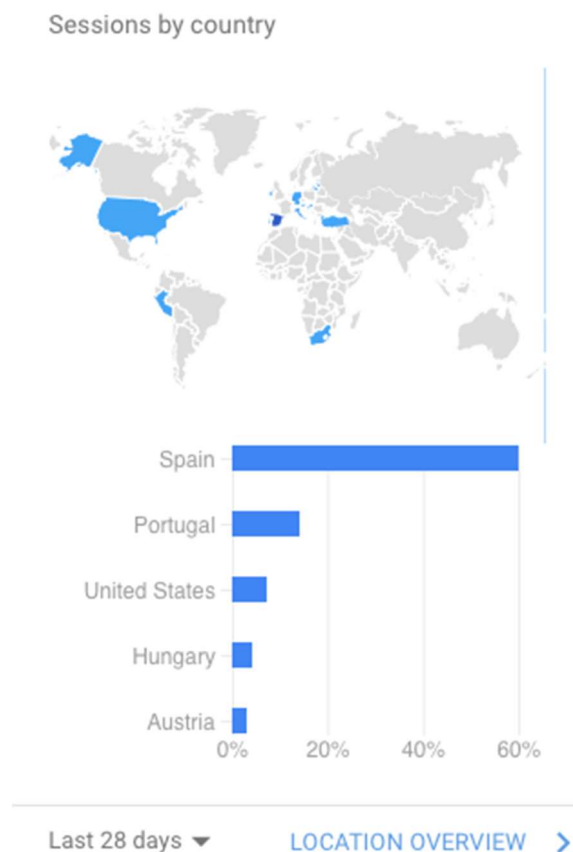 Sessions by country
Spain
Portugal
United States
Hungary
Austria
0% 20% 40% 60%
Last 28 days
LOCATION OVERVIEW